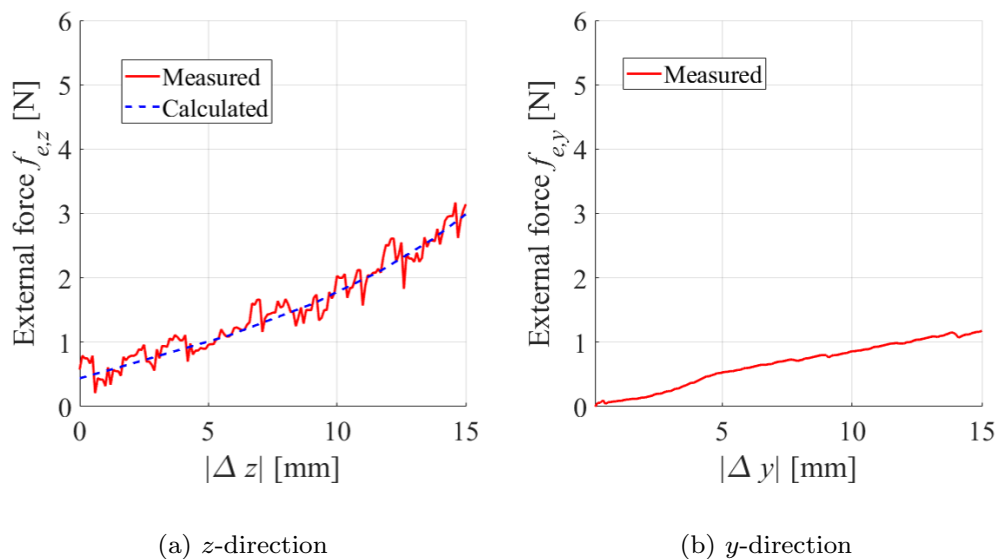 6
5
4
3
2
1
0
External force f_{e,z} [N]
Measured
Calculated
0
5
10
15
|Δ z| [mm]
(a) z-direction
6
5
4
3
2
1
0
External force f_{e,y} [N]
Measured
5
10
15
|Δ y| [mm]
(b) y-direction